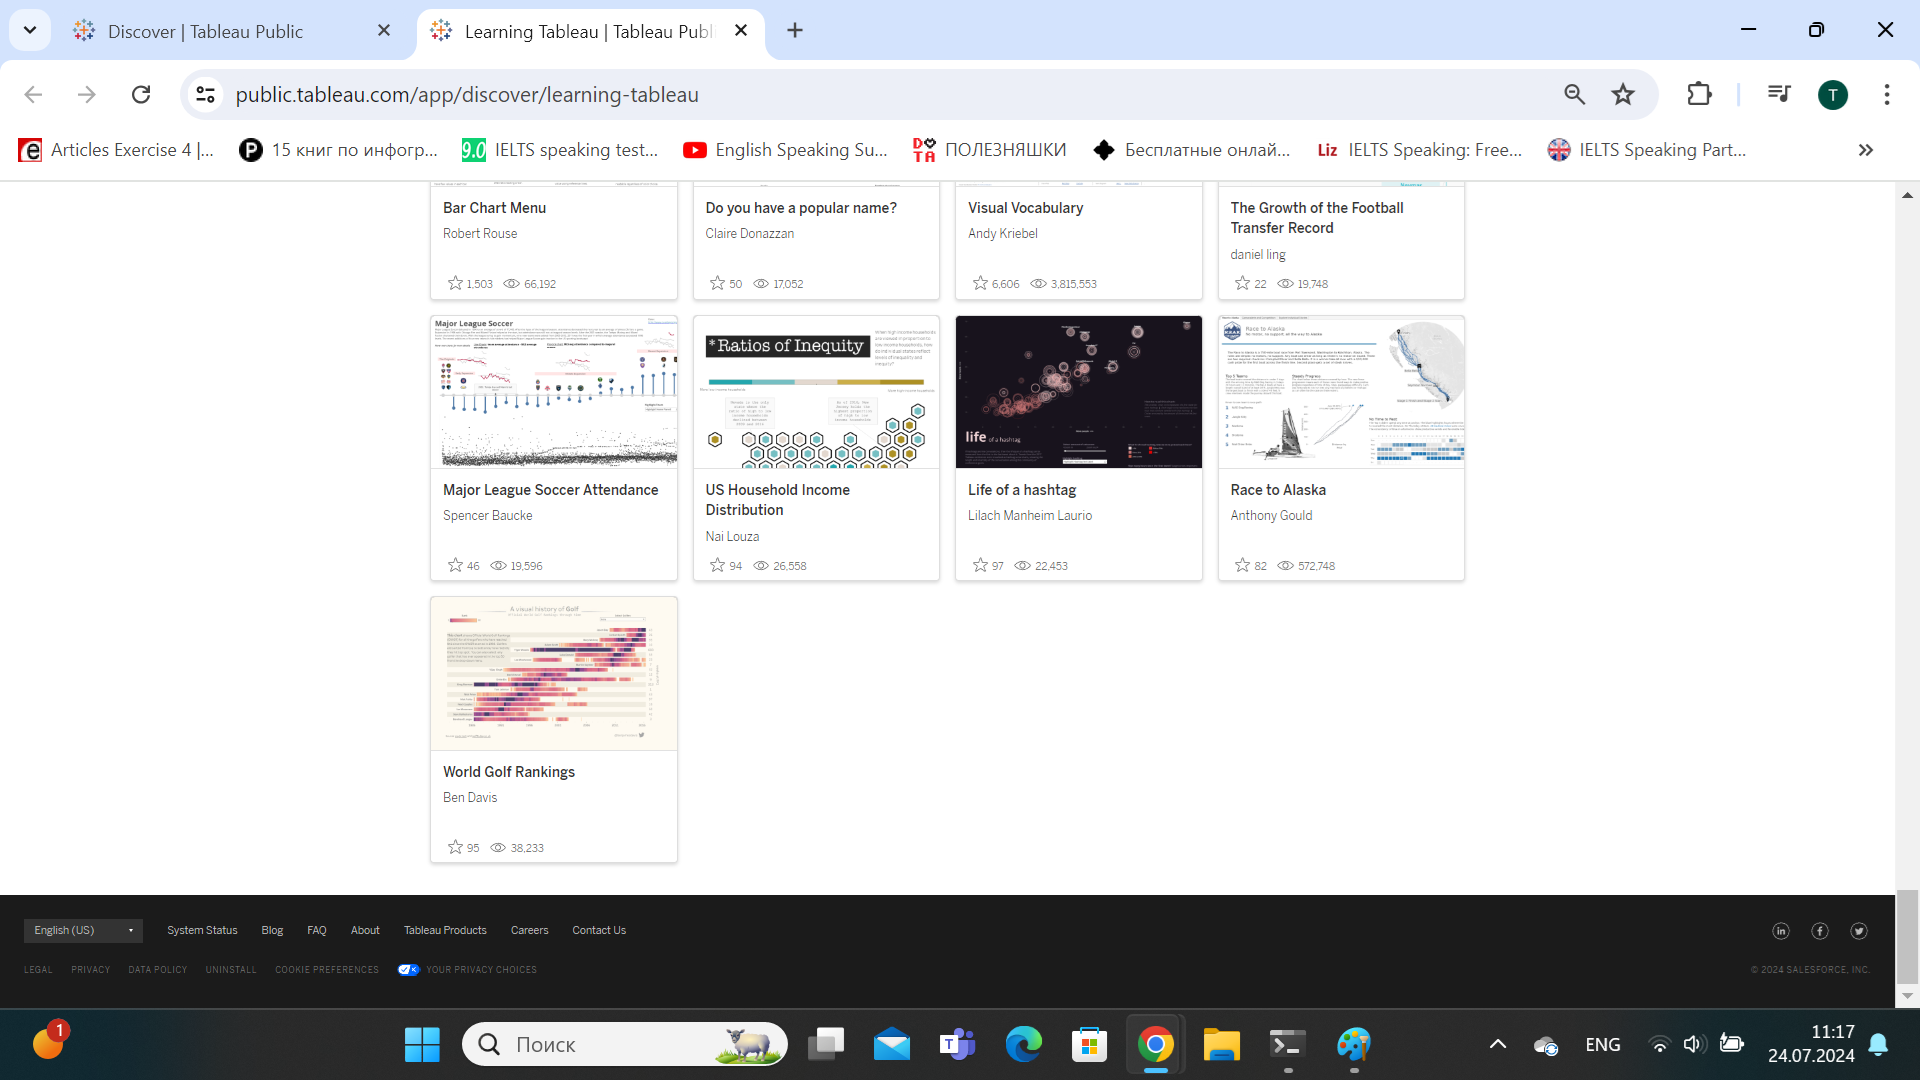 Discover | Tableau Public
Learning Tableau | Tableau Publ
public.tableau.com/app/discover/learning-tableau
T
Articles Exercise 4 |...
15 книг по инфогр...
9.0 IELTS speaking test...
English Speaking Su...
ПОЛЕЗНЯШКИ
Бесплатные онлай...
Liz IELTS Speaking: Free...
IELTS Speaking Part...
Bar Chart Menu
Robert Rouse
1,503 66,192
Do you have a popular name?
Claire Donazzan
50 17,052
Visual Vocabulary
Andy Kriebel
6,606 3,815,553
The Growth of the Football
Transfer Record
daniel ling
22 19,748
Major League Soccer
Major League Soccer Attendance
Spencer Baucke
46 19,596
*Ratios of Inequity
US Household Income
Distribution
Nai Louza
94 26,558
life of a hashtag
Life of a hashtag
Lilach Manheim Laurio
97 22,453
Race to Alaska
Race to Alaska
Anthony Gould
82 572,748
A visual history of Golf
World Golf Rankings
Ben Davis
95 38,233
English (US)
System Status Blog FAQ About Tableau Products Careers Contact Us
LEGAL PRIVACY DATA POLICY UNINSTALL COOKIE PREFERENCES YOUR PRIVACY CHOICES
© 2024 SALESFORCE, INC.
1
Поиск
ENG
11:17
24.07.2024